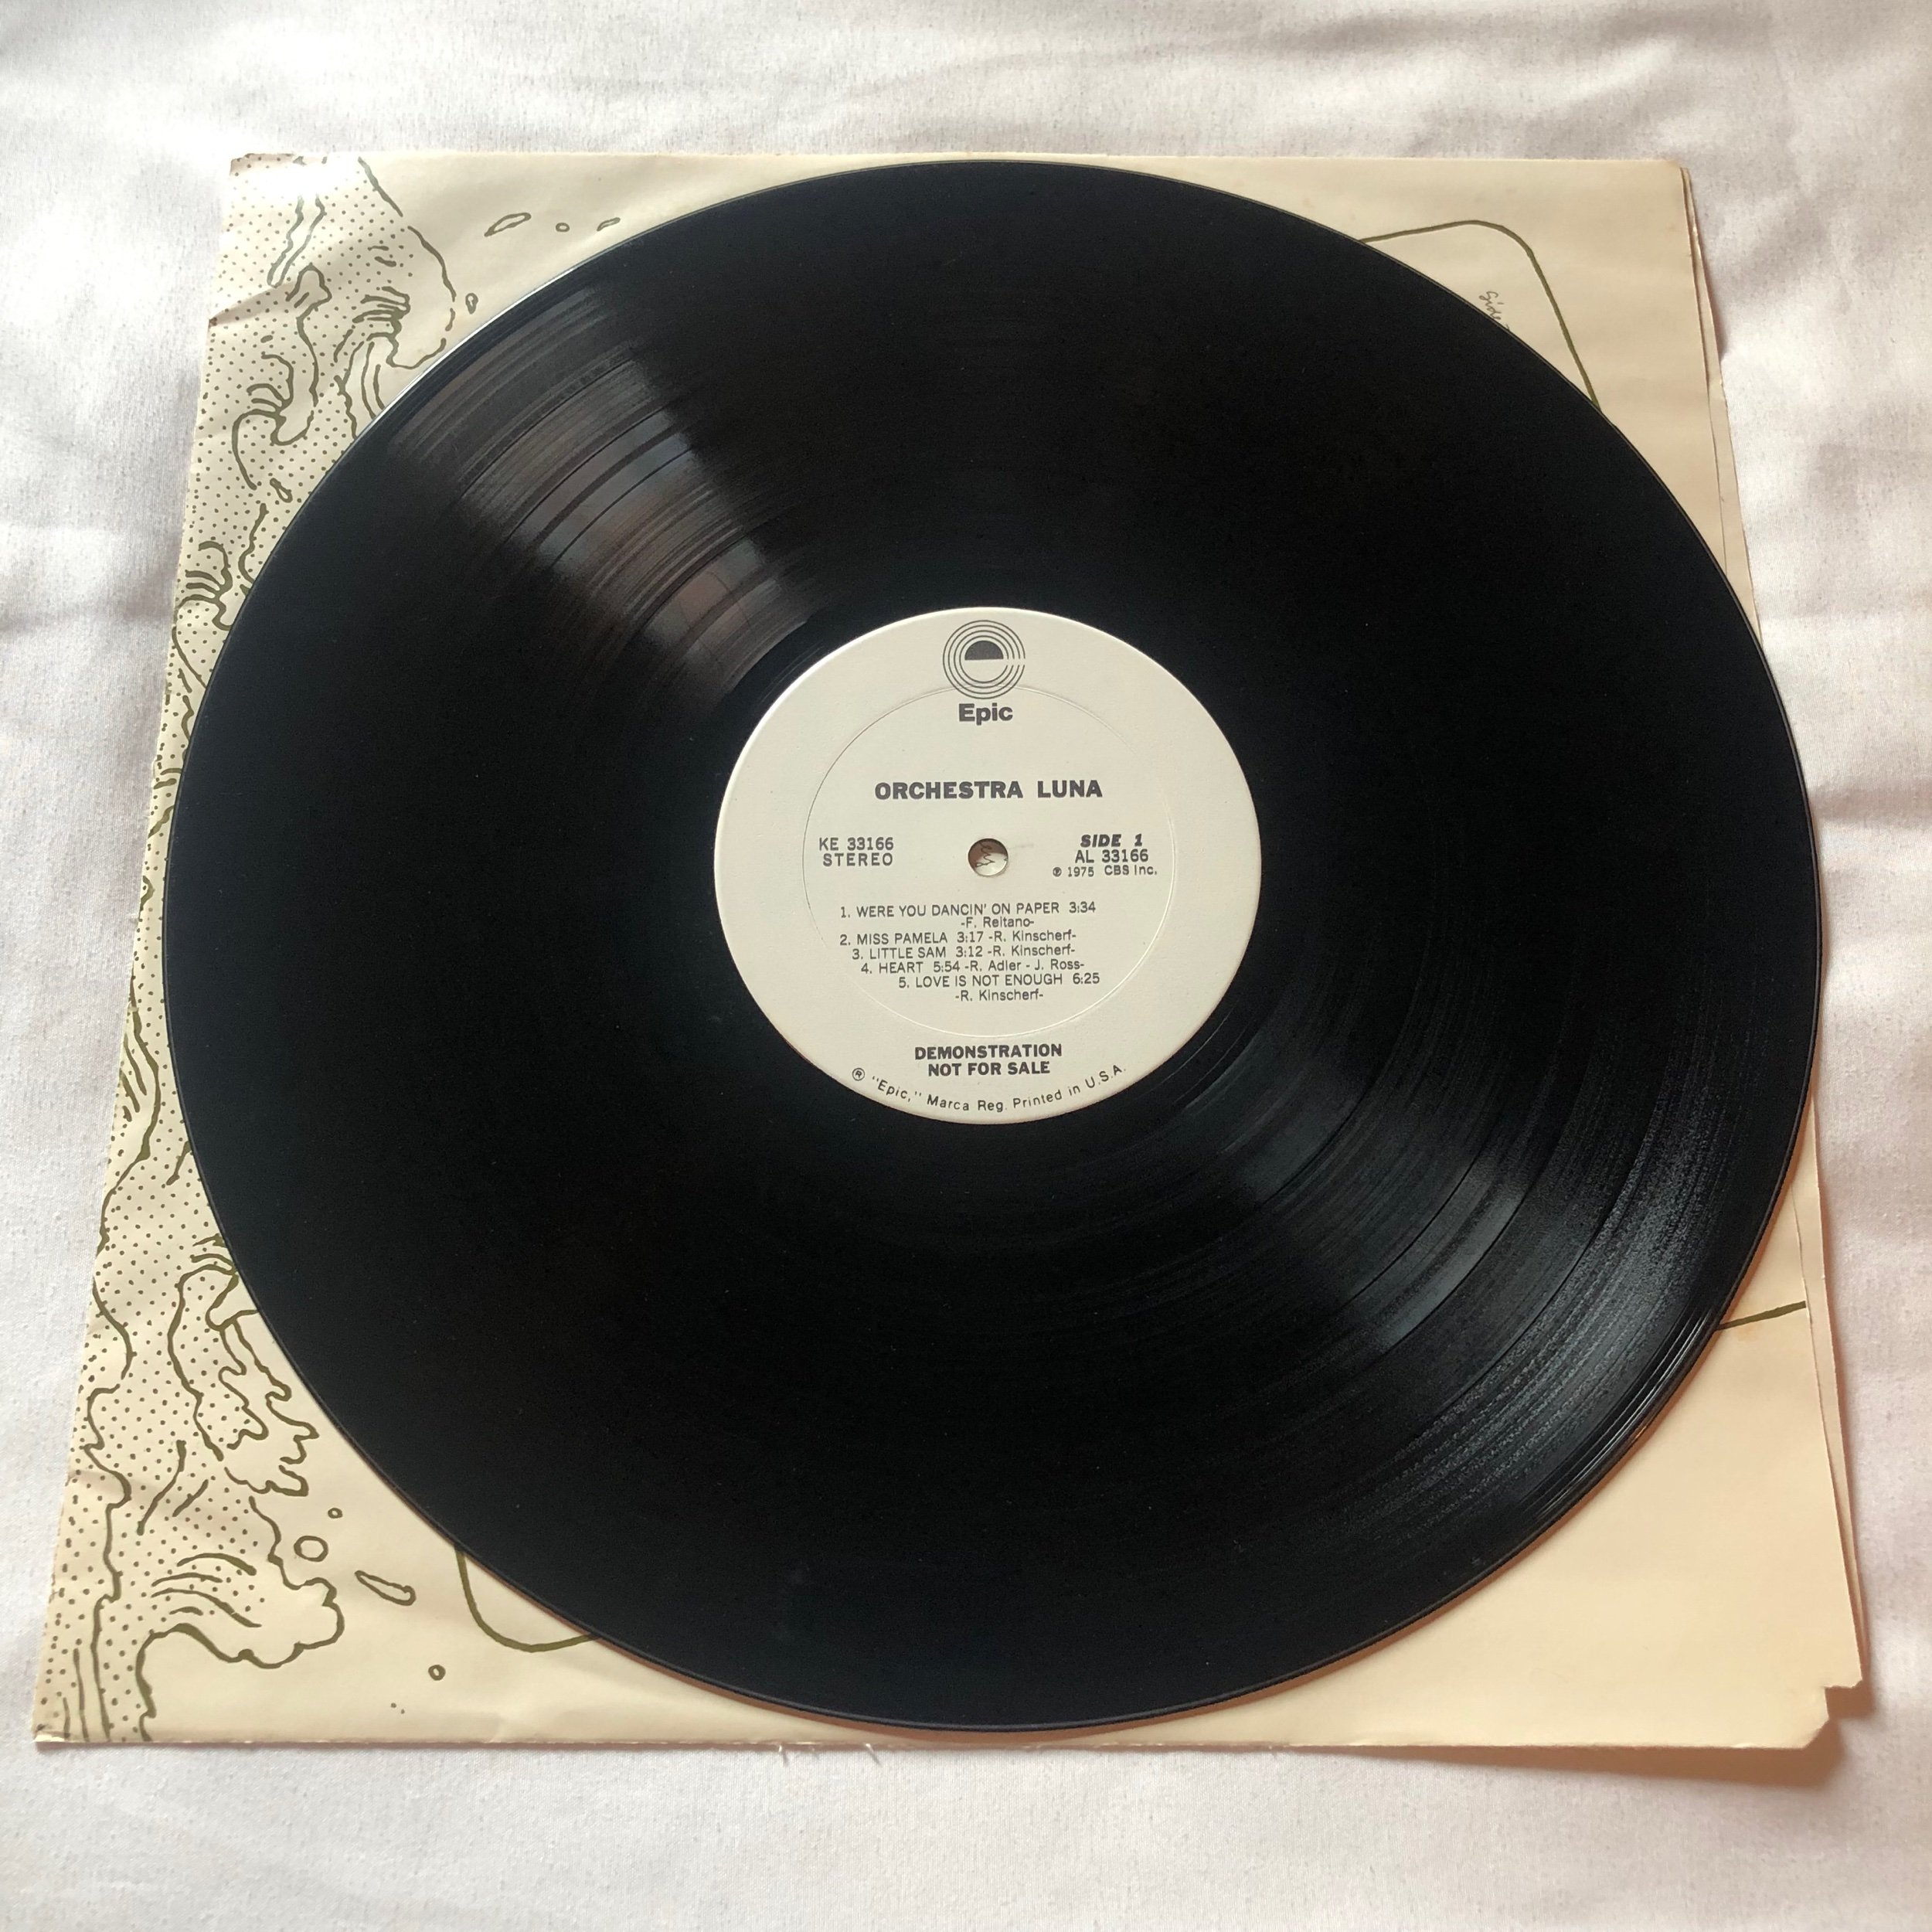 Side
Epic
ORCHESTRA LUNA
KE 33166
STEREO
SIDE 1
AL 33166
℗ 1975 CBS Inc.
1. WERE YOU DANCIN' ON PAPER 3:34
-F. Reitano-
2. MISS PAMELA 3:17 -R. Kinscherf-
3. LITTLE SAM 3:12 -R. Kinscherf-
4. HEART 5:54 -R. Adler - J. Ross-
5. LOVE IS NOT ENOUGH 6:25
-R. Kinscherf-
DEMONSTRATION
NOT FOR SALE
® "Epic," Marca Reg. Printed in U.S.A.